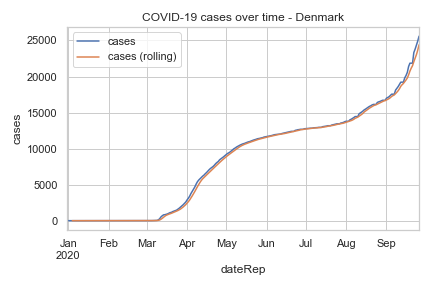 COVID-19 cases over time - Denmark
cases
cases (rolling)
25000
20000
15000
10000
5000
0
cases
Jan Feb Mar Apr May Jun Jul Aug Sep
2020
dateRep